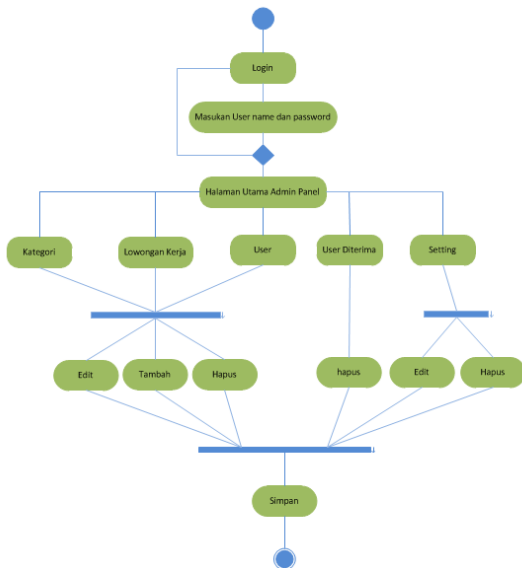 Login
Masukan User name dan password
Halaman Utama Admin Panel
Kategori
Lowongan Kerja
User
User Diterima
Setting
Edit
Tambah
Hapus
hapus
Edit
Hapus
Simpan